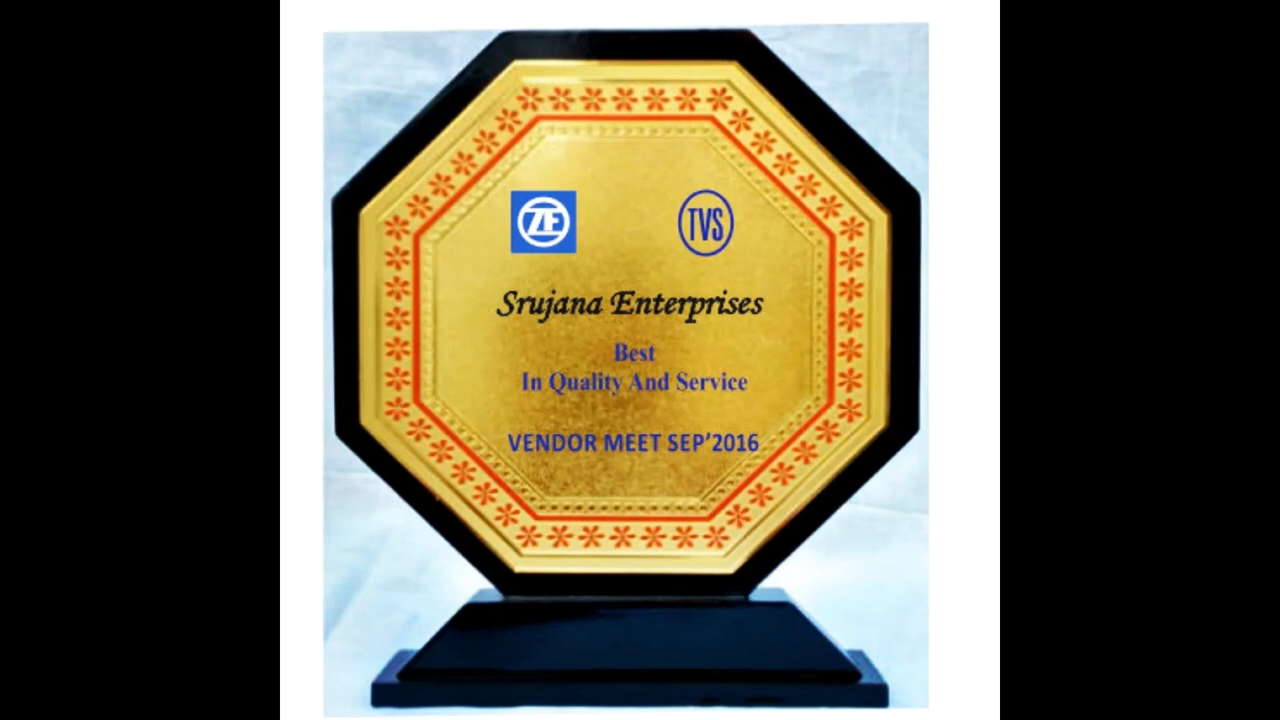 ZF TVS
Srujana Enterprises
Best
In Quality And Service
VENDOR MEET SEP'2016